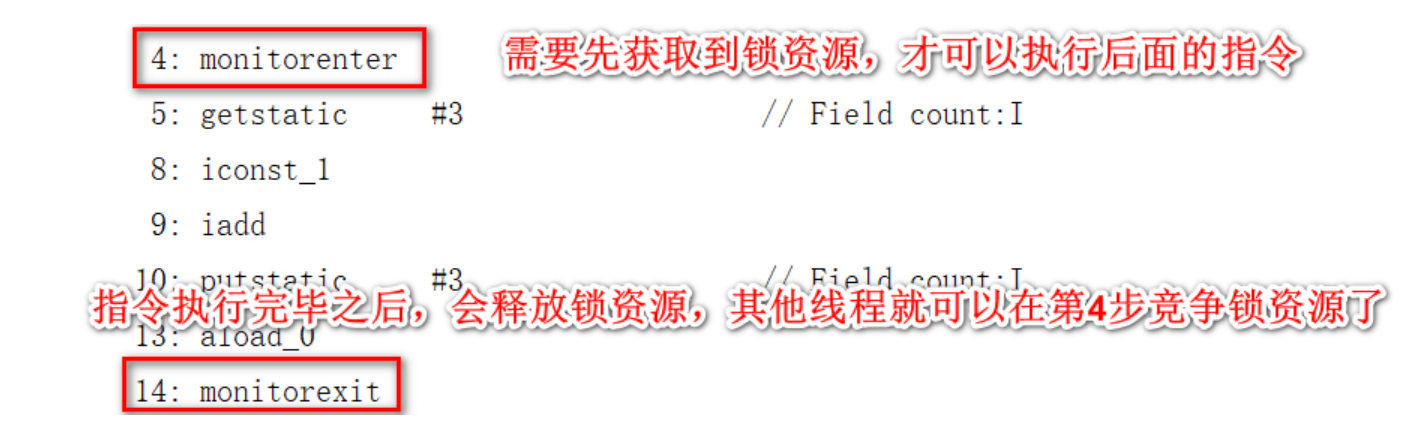 4: monitorenter 需要先获取到锁资源，才可以执行后面的指令
5: getstatic #3 // Field count:I
8: iconst_1
9: iadd
10: putstatic #3 // Field count:I
指令执行完毕之后，会释放锁资源，其他线程就可以在第4步竞争锁资源了
13: aload_0
14: monitorexit